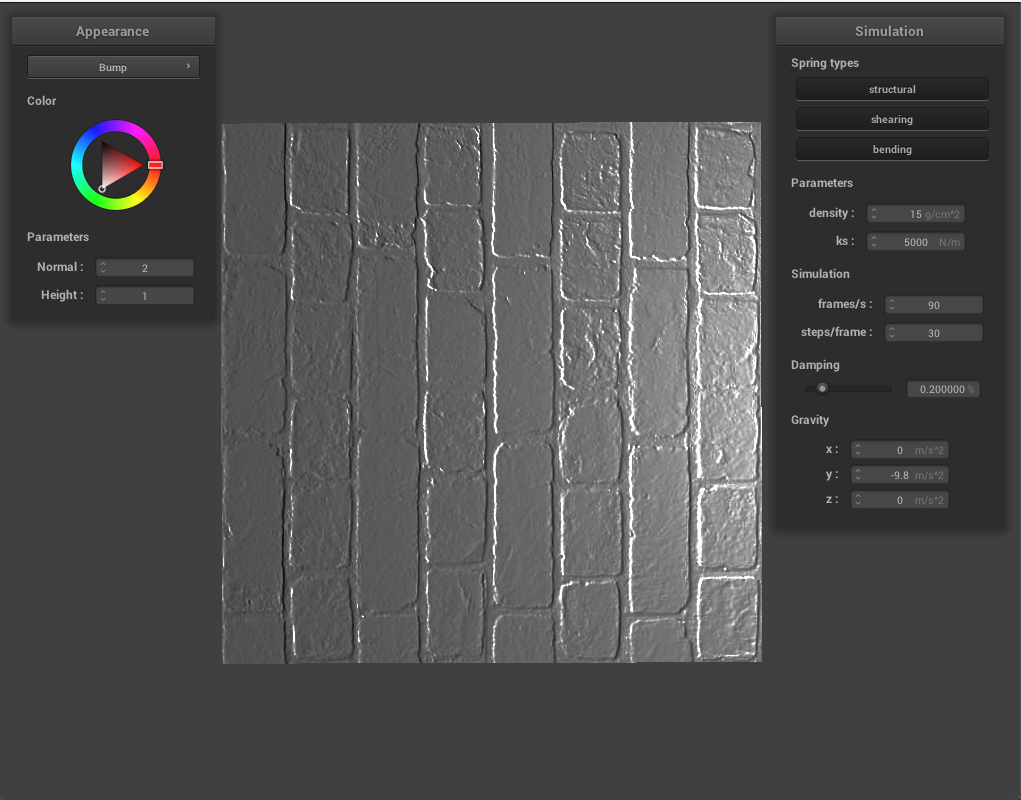 Appearance
Bump
Color
Parameters
Normal : 2
Height : 1
Simulation
Spring types
structural
shearing
bending
Parameters
density : 15 g/cm^2
ks : 5000 N/m
Simulation
frames/s : 90
steps/frame : 30
Damping
0.200000 %
Gravity
x : 0 m/s^2
y : -9.8 m/s^2
z : 0 m/s^2